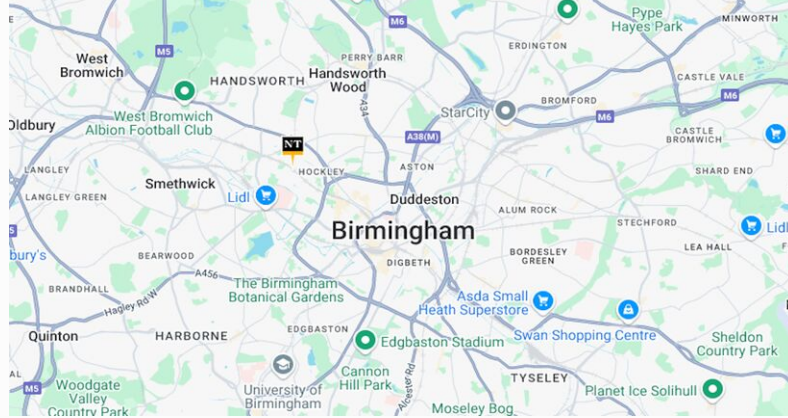 M6
Pype
Hayes Park
MINWORTH
M5
West
Bromwich
PERRY BARR
ERDINGTON
HANDSWORTH
Handsworth
Wood
CASTLE VALE
A34
M6
West Bromwich
Albion Football Club
StarCity
BROMFORD
M6
Oldbury
A38(M)
CASTLE
BROMWICH
NT
LANGLEY
HOCKLEY
ASTON
SHARD END
Smethwick
LANGLEY GREEN
Lidl
Duddeston
ALUM ROCK
STECHFORD
Lidl
Birmingham
LEA HALL
5
bury's
BEARWOOD
DIGBETH
BORDESLEY
GREEN
A456
BRANDHALL
The Birmingham
Botanical Gardens
Hagley Rd W
Asda Small
Heath Superstore
Quinton
HARBORNE
EDGBASTON
Edgbaston Stadium
Swan Shopping Centre
Sheldon
Country Park
Cannon
Hill Park
TYSELEY
AL
M5
Woodgate
Valley
Country Park
University of
Birmingham
Alcester Rd
Moseley Bog
Planet Ice Solihull